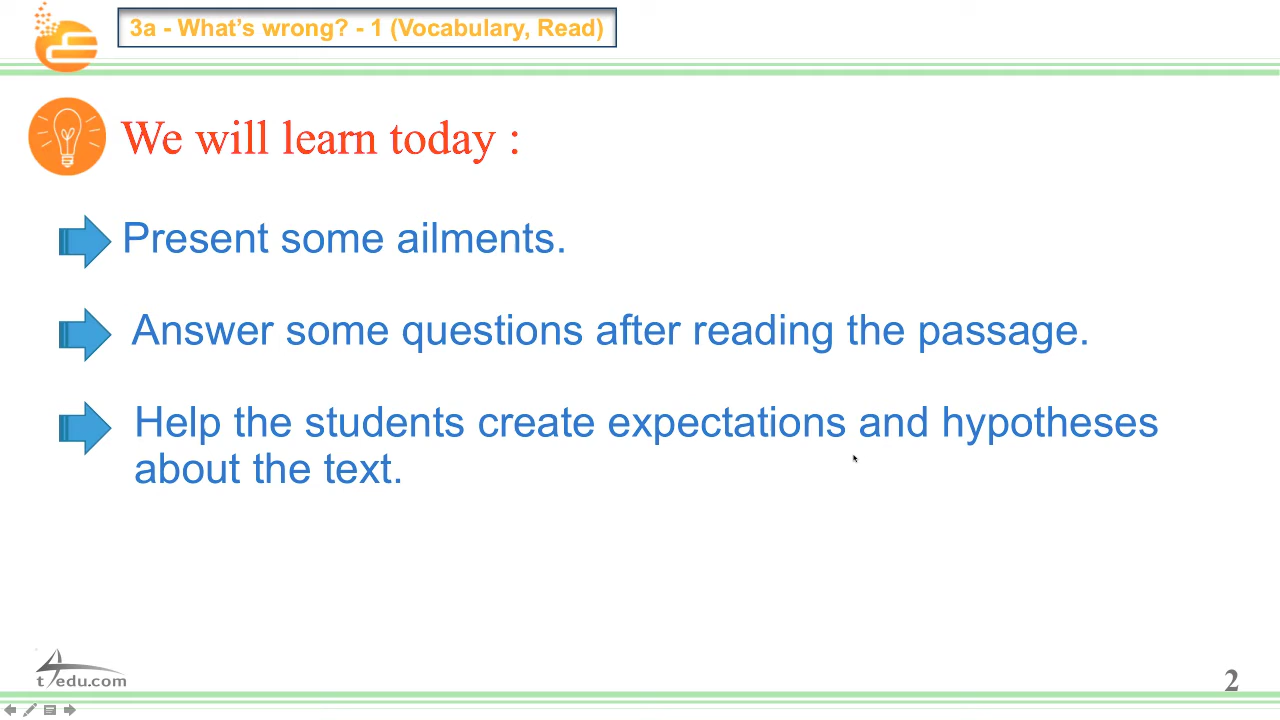 3a - What's wrong? - 1 (Vocabulary, Read)
We will learn today :
Present some ailments.
Answer some questions after reading the passage.
Help the students create expectations and hypotheses
about the text.
t4edu.com
2